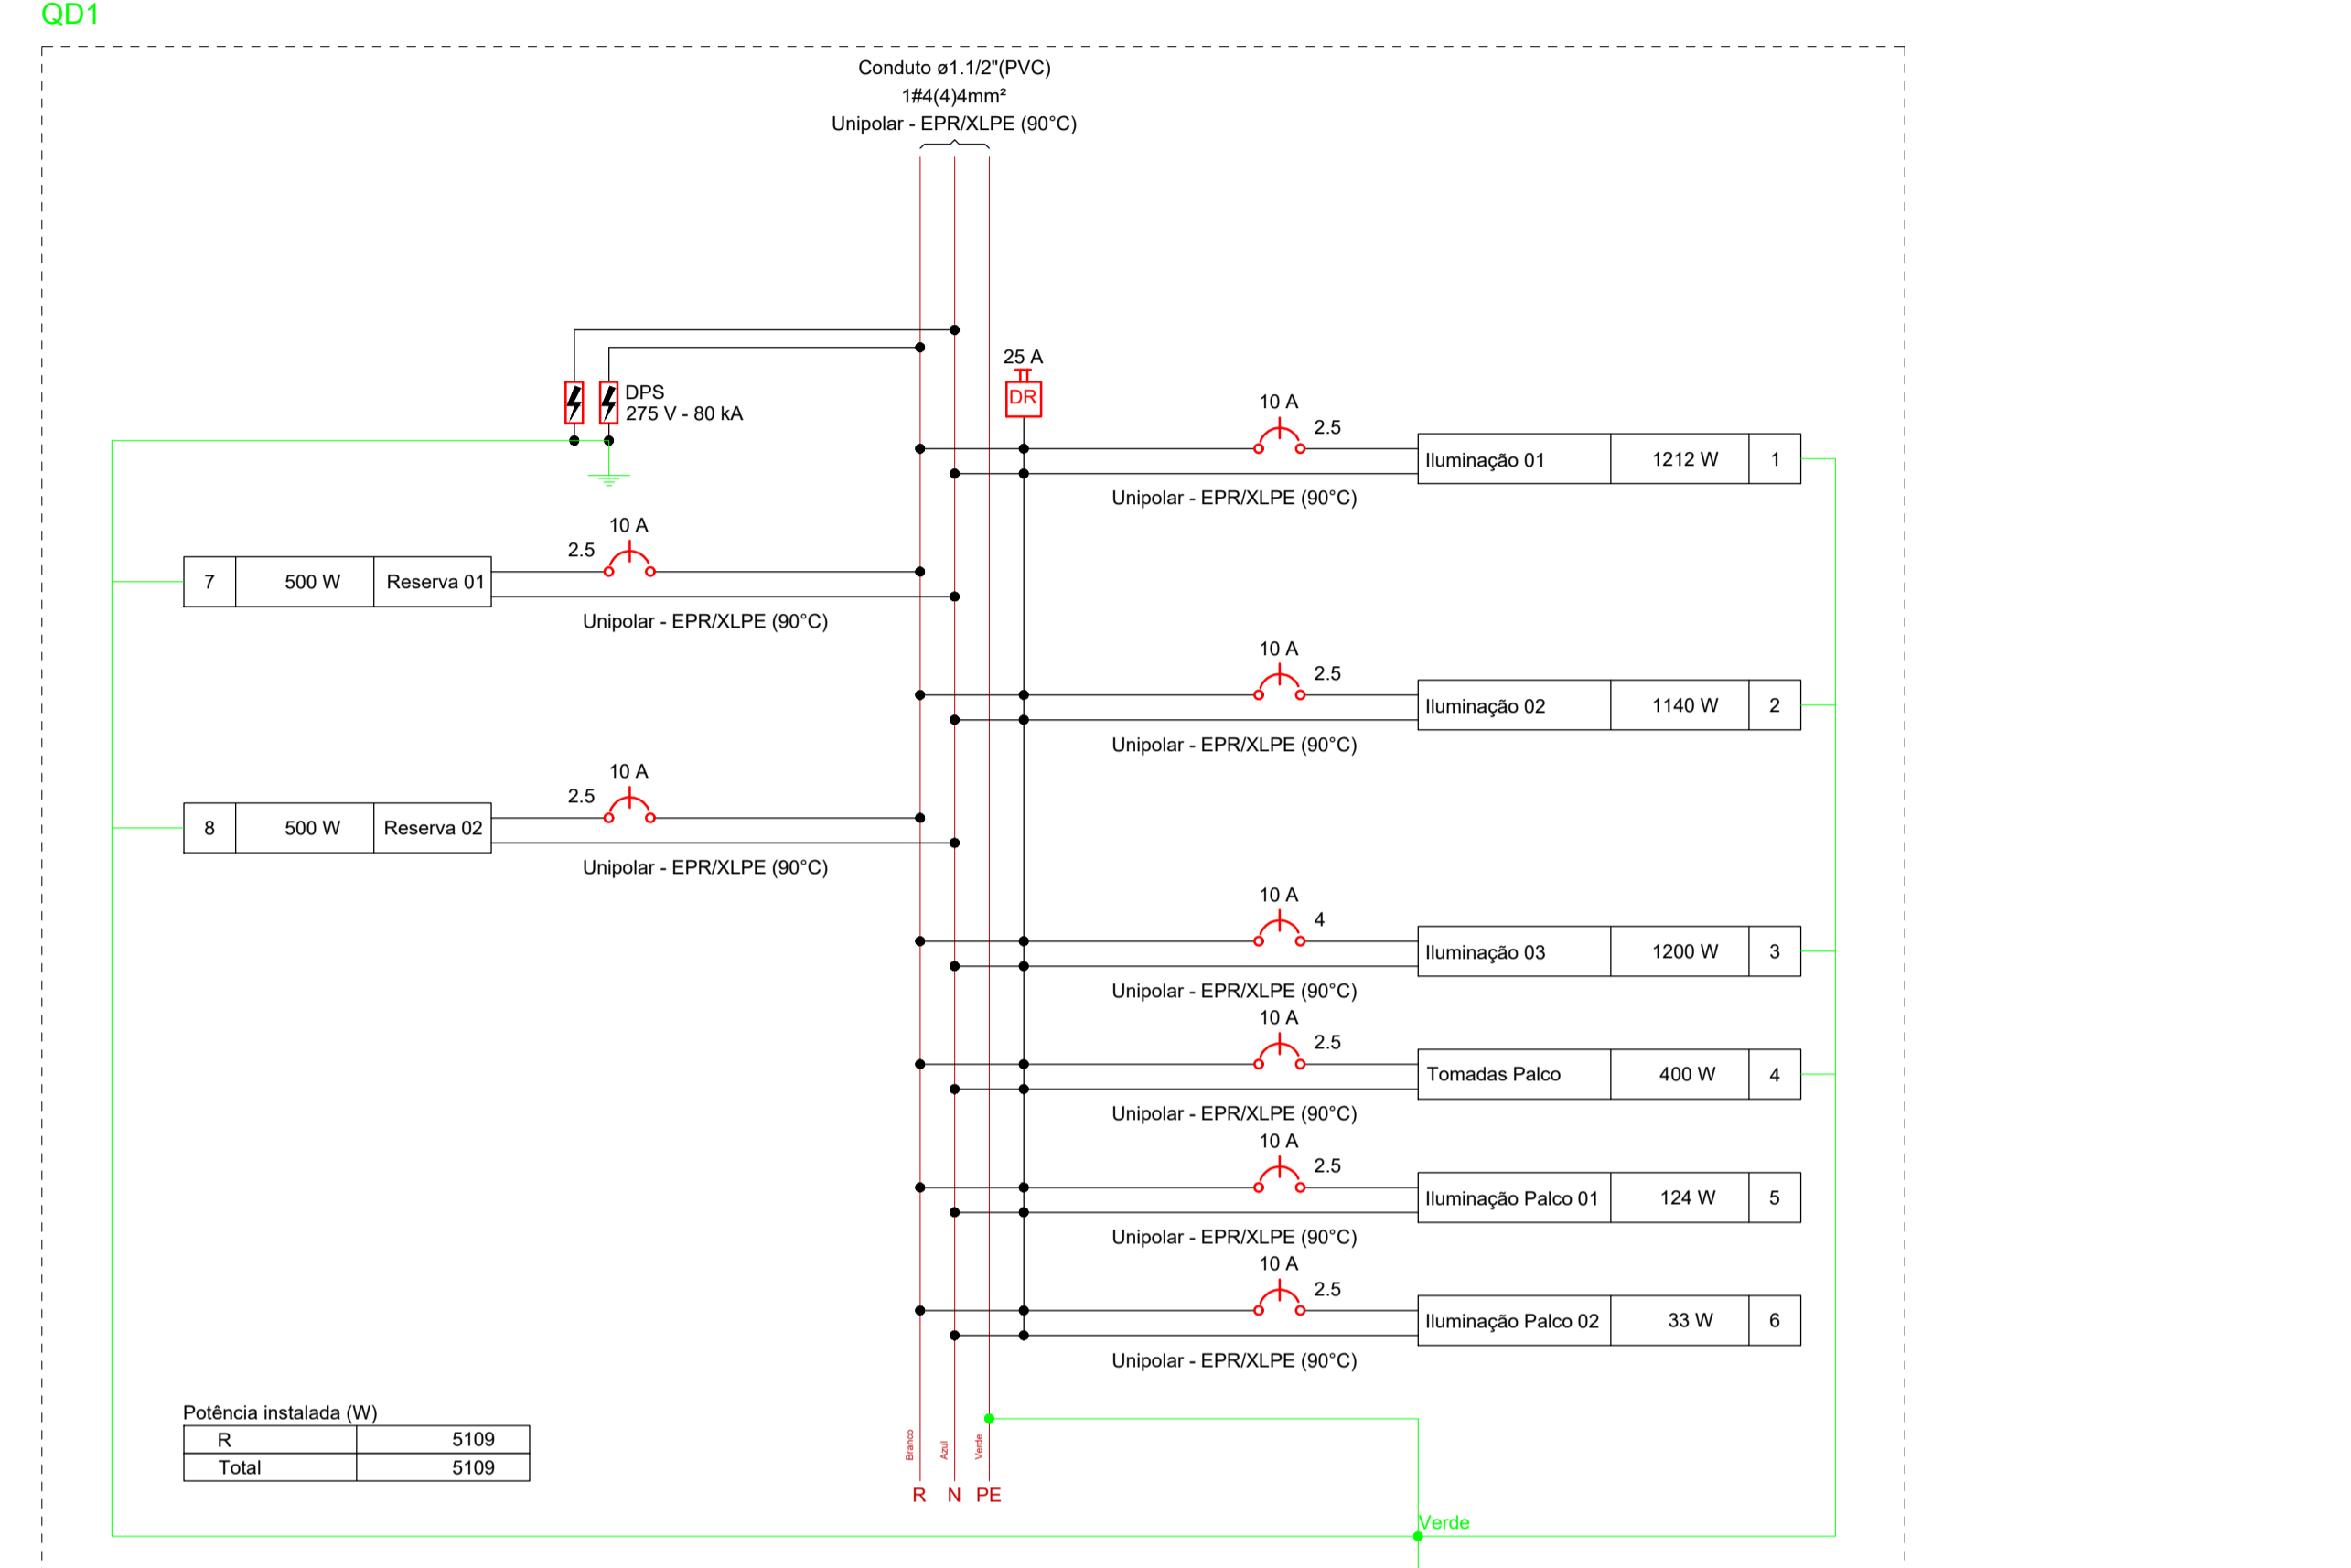 QD1
Conduto ø1.1/2"(PVC)
1#4(4)4mm²
Unipolar - EPR/XLPE (90°C)
DPS
275 V - 80 kA
25 A
DR
10 A
2.5
Iluminação 01 1212 W 1
Unipolar - EPR/XLPE (90°C)
10 A
2.5
7 500 W Reserva 01
Unipolar - EPR/XLPE (90°C)
10 A
2.5
Iluminação 02 1140 W 2
Unipolar - EPR/XLPE (90°C)
10 A
2.5
8 500 W Reserva 02
Unipolar - EPR/XLPE (90°C)
10 A
4
Iluminação 03 1200 W 3
Unipolar - EPR/XLPE (90°C)
10 A
2.5
Tomadas Palco 400 W 4
Unipolar - EPR/XLPE (90°C)
10 A
2.5
Iluminação Palco 01 124 W 5
Unipolar - EPR/XLPE (90°C)
10 A
2.5
Iluminação Palco 02 33 W 6
Unipolar - EPR/XLPE (90°C)
Potência instalada (W)
R 5109
Total 5109
Branco
Azul
Verde
R N PE
Verde